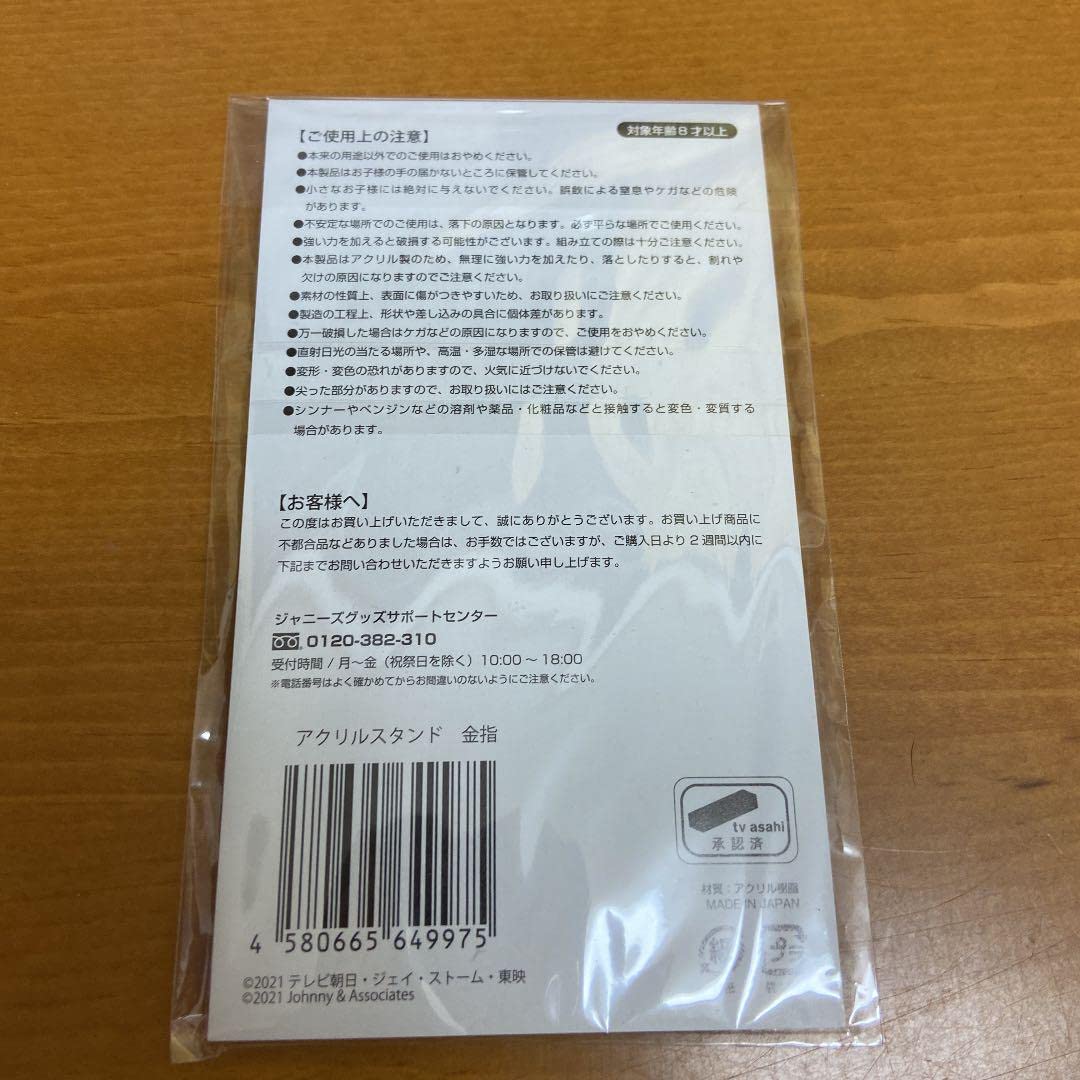 【ご使用上の注意】
対象年齢8才以上
●本来の用途以外でのご使用はおやめください。
●本製品はお子様の手の届かないところに保管してください。
●小さなお子様には絶対に与えないでください。誤飲による窒息やケガなどの危険
があります。
●不安定な場所でのご使用は、落下の原因となります。必ず平らな場所でご使用ください。
●強い力を加えると破損する可能性がございます。組み立ての際は十分ご注意ください。
●本製品はアクリル製のため、無理に強い力を加えたり、落としたりすると、割れや
欠けの原因になりますのでご注意ください。
●素材の性質上、表面に傷がつきやすいため、お取り扱いにご注意ください。
●製造の工程上、形状や差し込みの具合に個体差があります。
●万一破損した場合はケガなどの原因になりますので、ご使用をおやめください。
●直射日光の当たる場所や、高温・多湿な場所での保管は避けてください。
●変形・変色の恐れがありますので、火気に近づけないでください。
●尖った部分がありますので、お取り扱いにはご注意ください。
●シンナーやベンジンなどの溶剤や薬品・化粧品などと接触すると変色・変質する
場合があります。
【お客様へ】
この度はお買い上げいただきまして、誠にありがとうございます。お買い上げ商品に
不都合品などありました場合は、お手数ではございますが、ご購入日より2週間以内に
下記までお問い合わせいただきますようお願い申し上げます。
ジャニーズグッズサポートセンター
0120-382-310
受付時間 / 月〜金（祝祭日を除く）10:00〜18:00
※電話番号はよく確かめてからお間違いのないようにご注意ください。
アクリルスタンド 金指
4 580665 649975
tv asahi
承認済
材質：アクリル樹脂
MADE IN JAPAN
©2021 テレビ朝日・ジェイ・ストーム・東映
©2021 Johnny & Associates